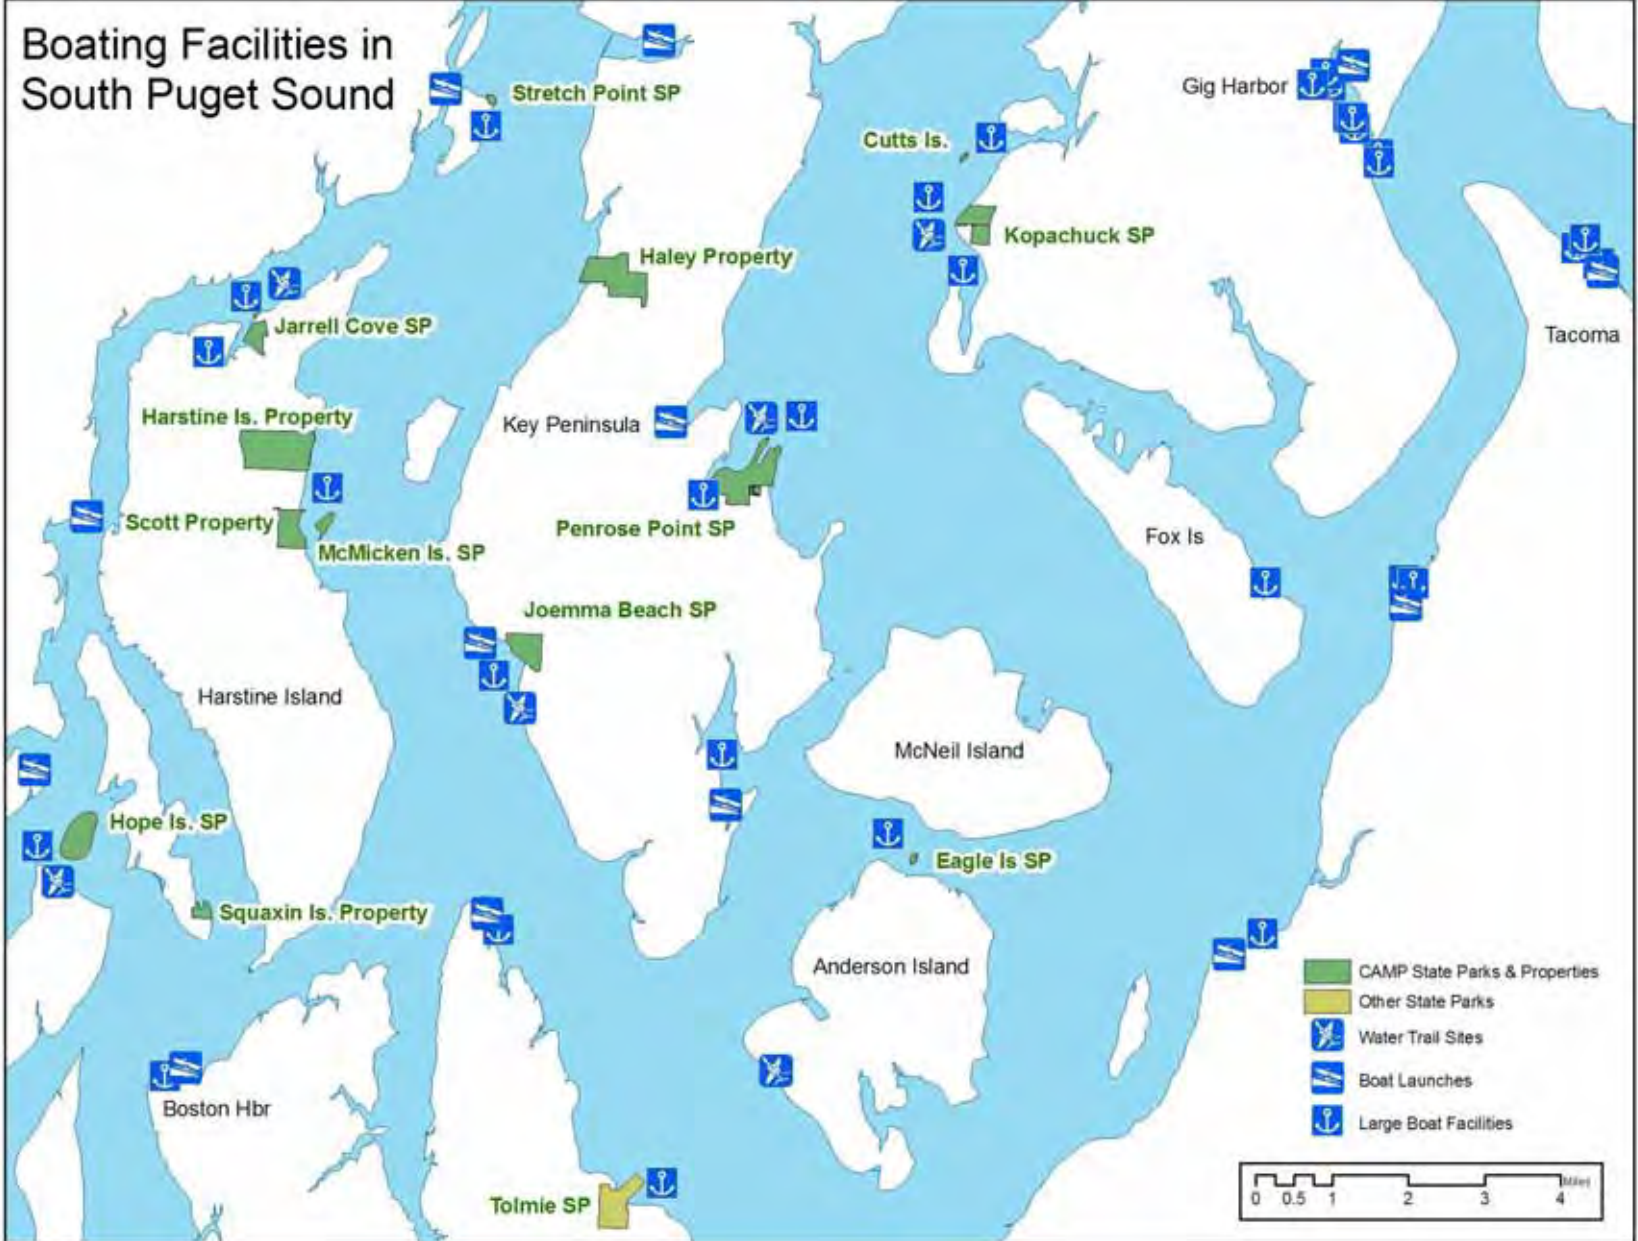 Boating Facilities in
South Puget Sound
Stretch Point SP
Gig Harbor
Cutts Is.
Kopachuck SP
Haley Property
Jarrell Cove SP
Tacoma
Harstine Is. Property
Key Peninsula
Scott Property
Penrose Point SP
McMicken Is. SP
Fox Is
Joemma Beach SP
Harstine Island
McNeil Island
Hope Is. SP
Eagle Is SP
Squaxin Is. Property
Anderson Island
CAMP State Parks & Properties
Other State Parks
Water Trail Sites
Boat Launches
Large Boat Facilities
Boston Hbr
Tolmie SP
Miles
0 0.5 1 2 3 4